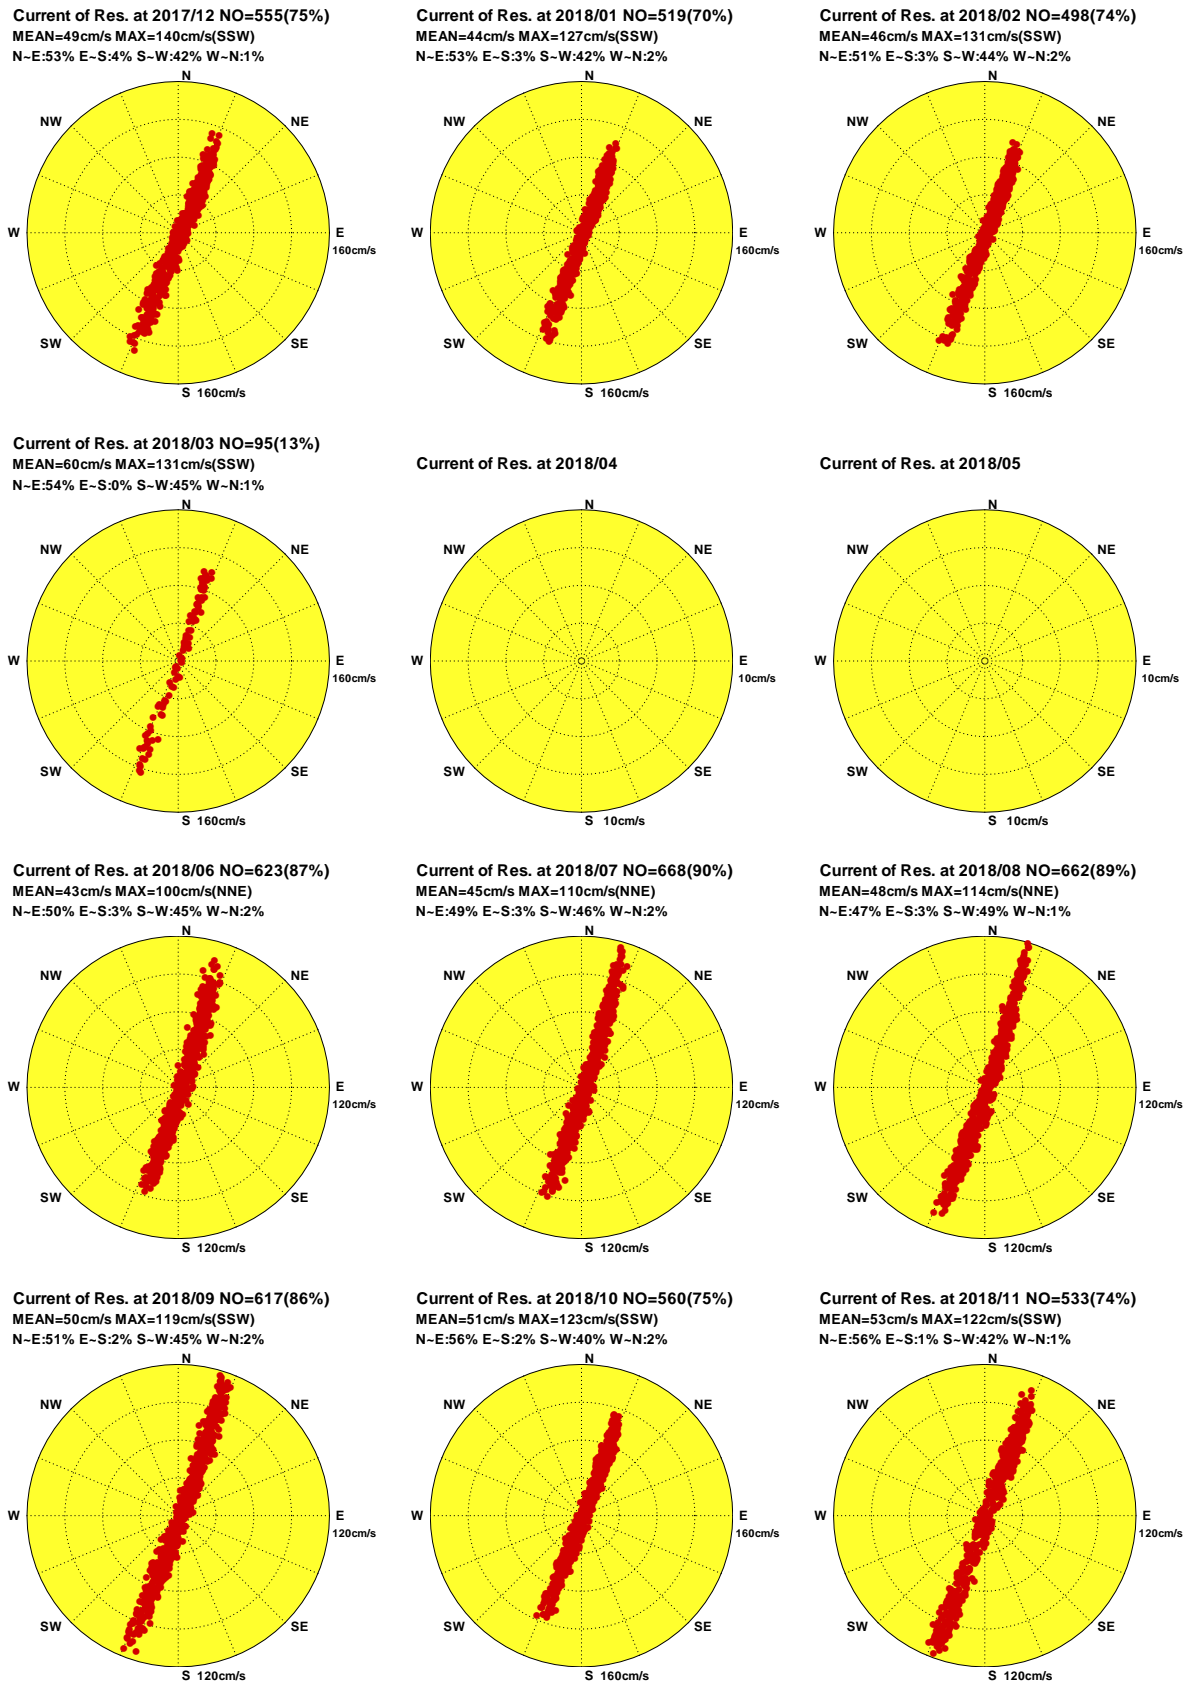 Current of Res. at 2017/12 NO=555(75%)
MEAN=49cm/s MAX=140cm/s(SSW)
N~E:53% E~S:4% S~W:42% W~N:1%
N
NW
NE
W
E
160cm/s
SW
SE
S 160cm/s
Current of Res. at 2018/01 NO=519(70%)
MEAN=44cm/s MAX=127cm/s(SSW)
N~E:53% E~S:3% S~W:42% W~N:2%
N
NW
NE
W
E
160cm/s
SW
SE
S 160cm/s
Current of Res. at 2018/02 NO=498(74%)
MEAN=46cm/s MAX=131cm/s(SSW)
N~E:51% E~S:3% S~W:44% W~N:2%
N
NW
NE
W
E
160cm/s
SW
SE
S 160cm/s
Current of Res. at 2018/03 NO=95(13%)
MEAN=60cm/s MAX=131cm/s(SSW)
N~E:54% E~S:0% S~W:45% W~N:1%
N
NW
NE
W
E
160cm/s
SW
SE
S 160cm/s
Current of Res. at 2018/04
N
NW
NE
W
E
10cm/s
SW
SE
S 10cm/s
Current of Res. at 2018/05
N
NW
NE
W
E
10cm/s
SW
SE
S 10cm/s
Current of Res. at 2018/06 NO=623(87%)
MEAN=43cm/s MAX=100cm/s(NNE)
N~E:50% E~S:3% S~W:45% W~N:2%
N
NW
NE
W
E
120cm/s
SW
SE
S 120cm/s
Current of Res. at 2018/07 NO=668(90%)
MEAN=45cm/s MAX=110cm/s(NNE)
N~E:49% E~S:3% S~W:46% W~N:2%
N
NW
NE
W
E
120cm/s
SW
SE
S 120cm/s
Current of Res. at 2018/08 NO=662(89%)
MEAN=48cm/s MAX=114cm/s(NNE)
N~E:47% E~S:3% S~W:49% W~N:1%
N
NW
NE
W
E
120cm/s
SW
SE
S 120cm/s
Current of Res. at 2018/09 NO=617(86%)
MEAN=50cm/s MAX=119cm/s(SSW)
N~E:51% E~S:2% S~W:45% W~N:2%
N
NW
NE
W
E
120cm/s
SW
SE
S 120cm/s
Current of Res. at 2018/10 NO=560(75%)
MEAN=51cm/s MAX=123cm/s(SSW)
N~E:56% E~S:2% S~W:40% W~N:2%
N
NW
NE
W
E
160cm/s
SW
SE
S 160cm/s
Current of Res. at 2018/11 NO=533(74%)
MEAN=53cm/s MAX=122cm/s(SSW)
N~E:56% E~S:1% S~W:42% W~N:1%
N
NW
NE
W
E
120cm/s
SW
SE
S 120cm/s